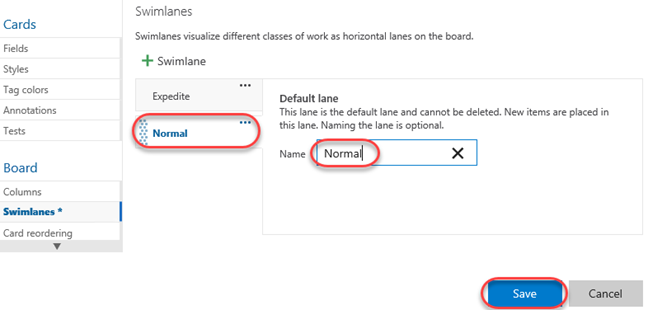 Cards
Fields
Styles
Tag colors
Annotations
Tests
Board
Columns
Swimlanes *
Card reordering
Swimlanes
Swimlanes visualize different classes of work as horizontal lanes on the board.
+ Swimlane
Expedite ...
Normal ...
Default lane
This lane is the default lane and cannot be deleted. New items are placed in
this lane. Naming the lane is optional.
Name Normal
Save Cancel